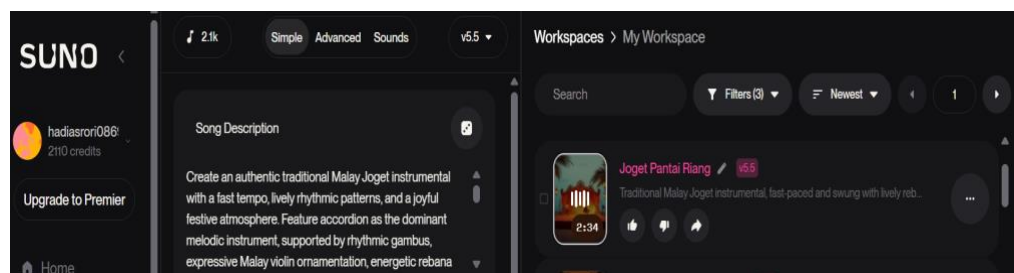 SUNO
hadiasrori086
2110 credits
Upgrade to Premier
Home
2.1k
Simple Advanced Sounds
v5.5
Song Description
Create an authentic traditional Malay Joget instrumental
with a fast tempo, lively rhythmic patterns, and a joyful
festive atmosphere. Feature accordion as the dominant
melodic instrument, supported by rhythmic gambus,
expressive Malay violin ornamentation, energetic rebana
Workspaces > My Workspace
Search
Filters (3)
Newest
1
Joget Pantai Riang v5.5
Traditional Malay Joget instrumental, fast-paced and swung with lively reb...
2:34